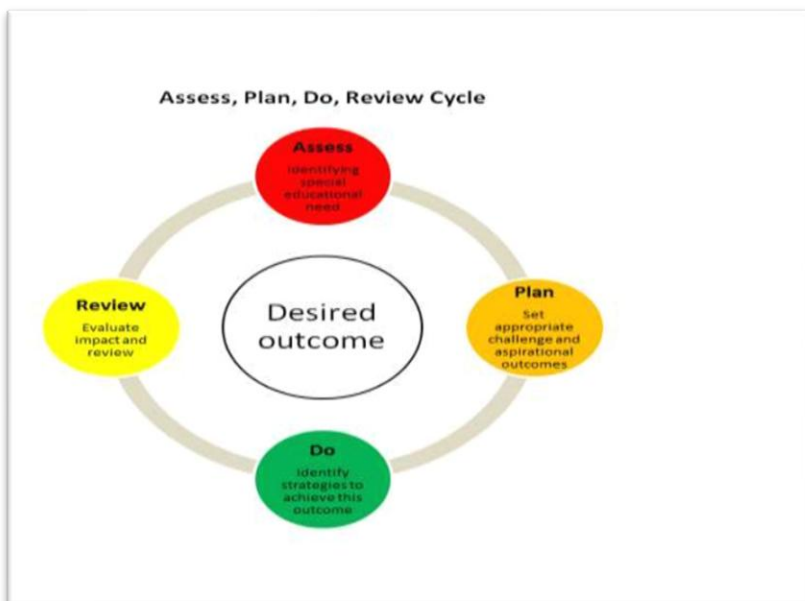 Assess, Plan, Do, Review Cycle
Assess
Identifying
special
educational
need
Plan
Set
appropriate
challenge and
aspirational
outcomes
Do
Identify
strategies to
achieve this
outcome
Review
Evaluate
impact and
review
Desired
outcome